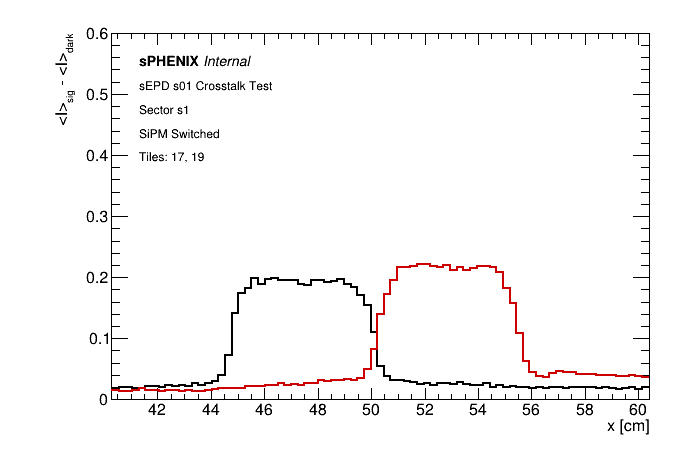 0.6
0.5
0.4
0.3
0.2
0.1
0
<I>sig - <I>dark
sPHENIX Internal
sEPD s01 Crosstalk Test
Sector s1
SiPM Switched
Tiles: 17, 19
42 44 46 48 50 52 54 56 58 60
x [cm]